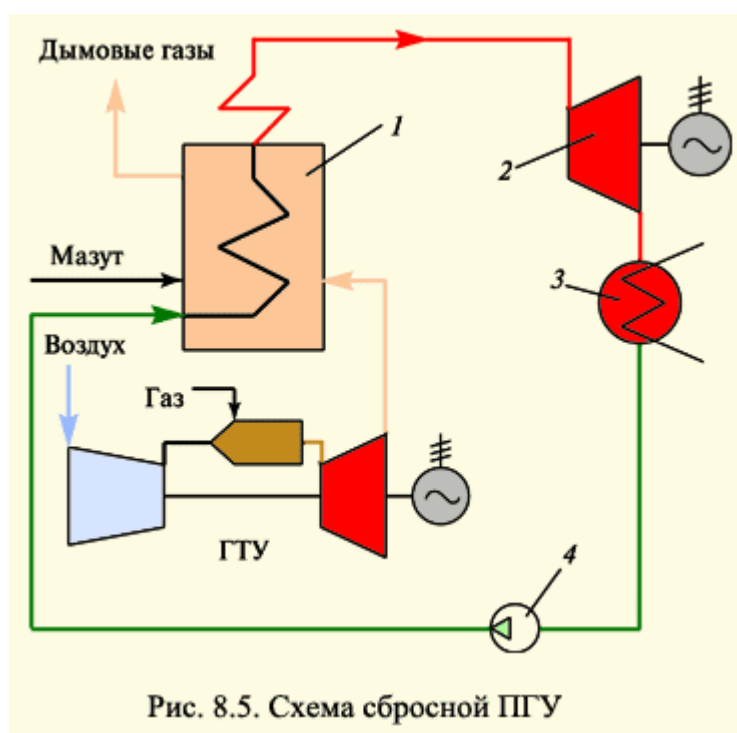 Дымовые газы
1
2
Мазут
3
Воздух
Газ
ГТУ
4
Рис. 8.5. Схема сбросной ПГУ